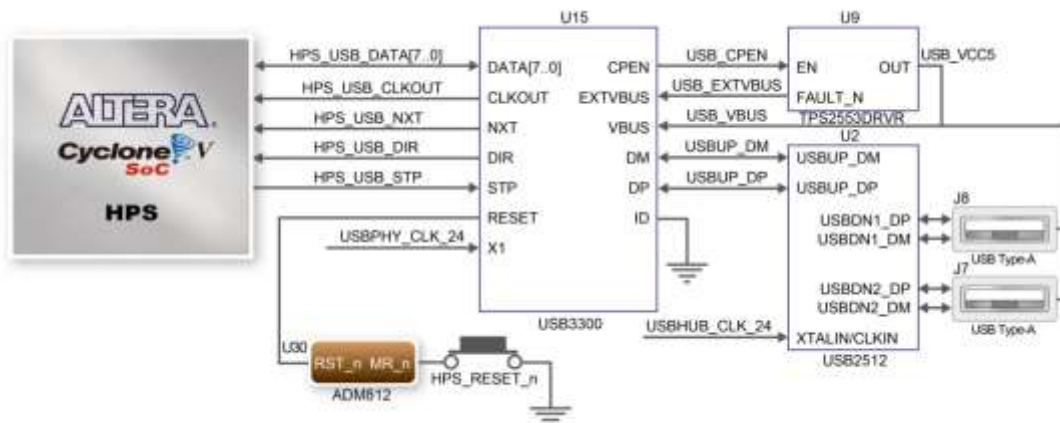 U15
U9
HPS_USB_DATA[7..0]
DATA[7..0]
CPEN
USB_CPEN
EN
OUT
USB_VCC5
HPS_USB_CLKOUT
CLKOUT
EXTVBUS
USB_EXTVBUS
FAULT_N
HPS_USB_NXT
NXT
VBUS
USB_VBUS
TPS2553DRVR
U2
ALTERA
Cyclone V
SoC
HPS
HPS_USB_DIR
DIR
DM
USBUP_DM
USBUP_DM
HPS_USB_STP
STP
DP
USBUP_DP
USBUP_DP
RESET
ID
USBPHY_CLK_24
X1
USBDN1_DP
USBDN1_DM
J8
USB Type-A
J7
USBDN2_DP
USBDN2_DM
USB Type-A
USB3300
USBHUB_CLK_24
XTALIN/CLKIN
USB2512
U30
RST_n MR_n
ADM812
HPS_RESET_n